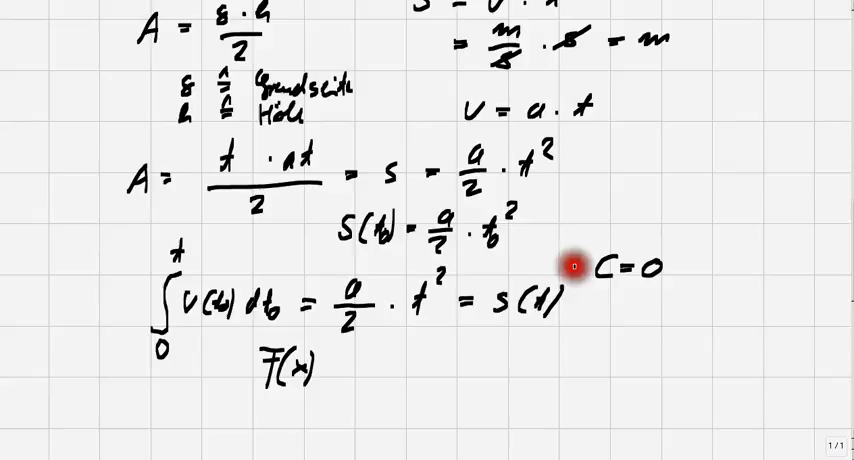 A = g · h / 2
= m/s · s = m
g ≙ Grundseite
h ≙ Höhe
v = a · t
A = t · at / 2 = s = a/2 · t²
S(t₀) = a/2 · t₀²
C = 0
∫₀ᵗ v(t₀) dt₀ = a/2 · t² = s(t)
F(x)
1/1